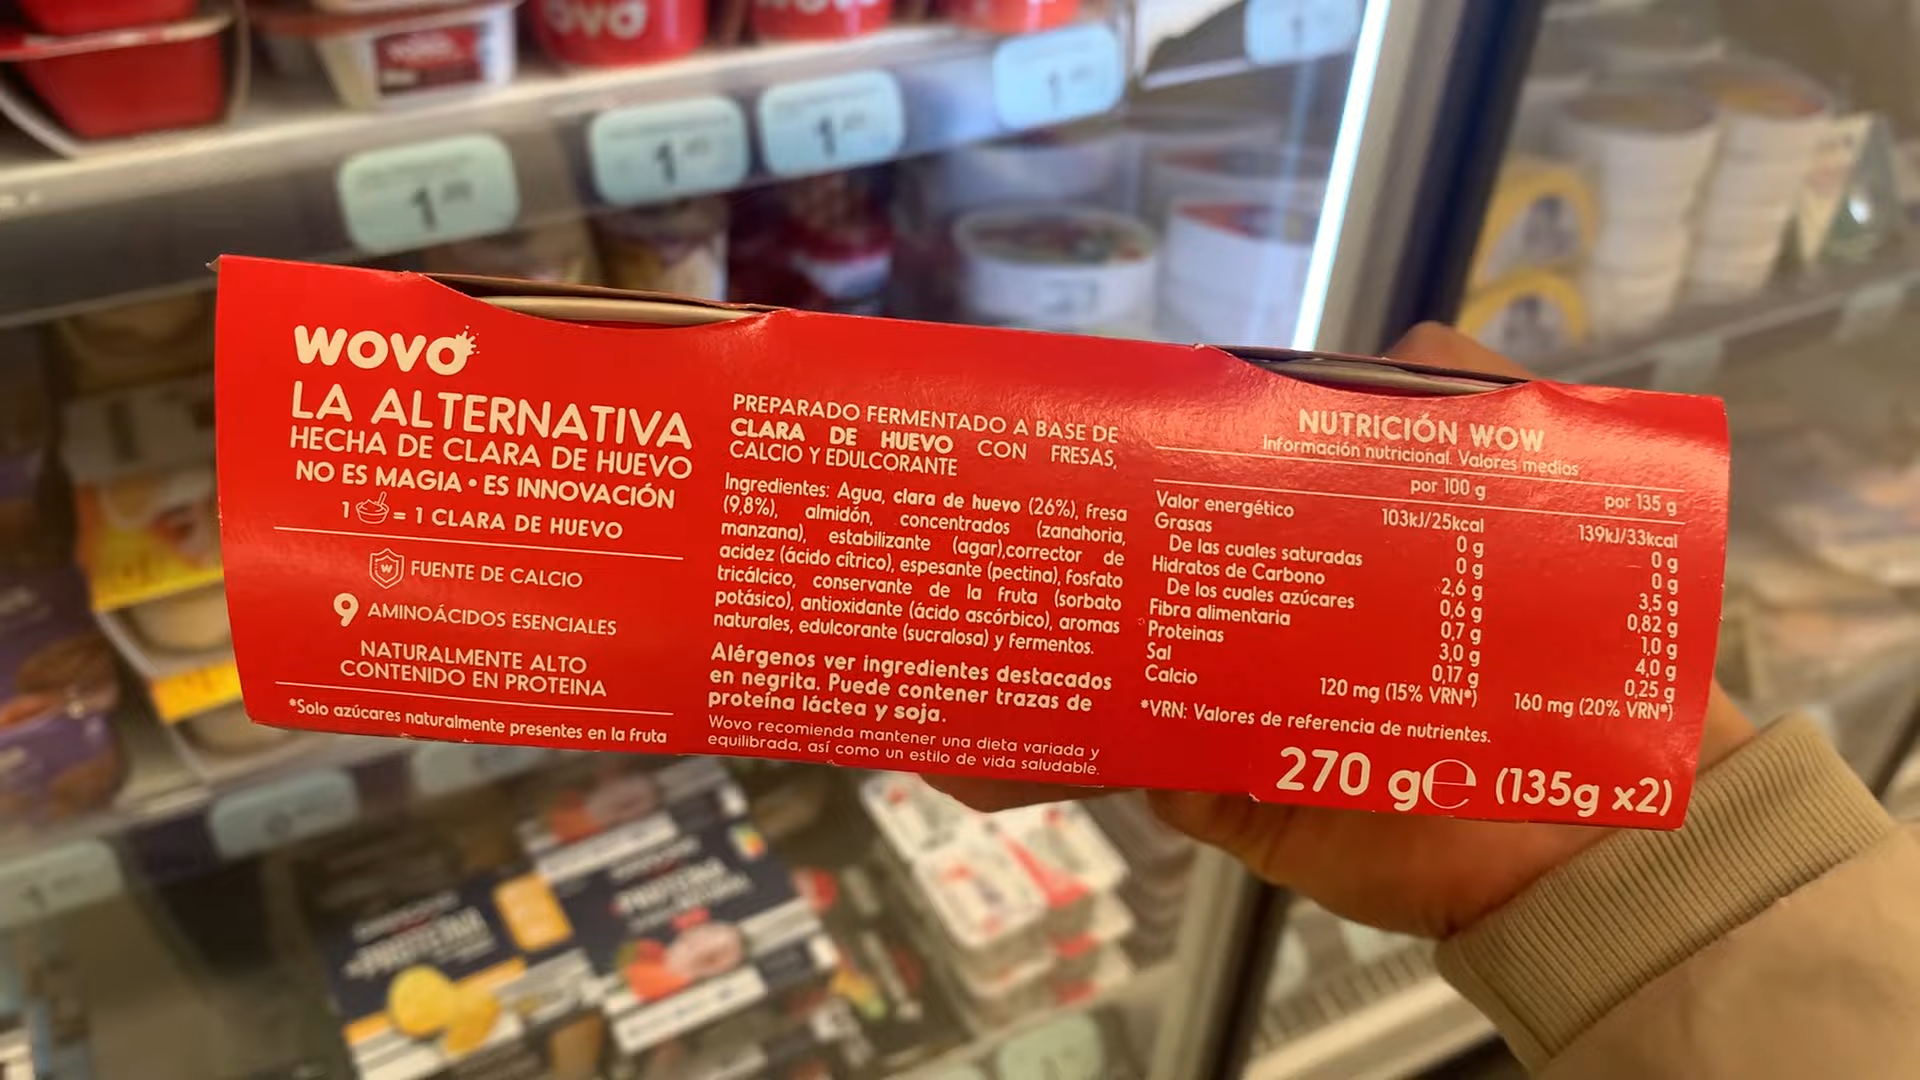 WOVO
LA ALTERNATIVA
HECHA DE CLARA DE HUEVO
NO ES MAGIA • ES INNOVACIÓN
1 = 1 CLARA DE HUEVO
W
FUENTE DE CALCIO
9 AMINOÁCIDOS ESENCIALES
NATURALMENTE ALTO
CONTENIDO EN PROTEINA
*Solo azúcares naturalmente presentes en la fruta
PREPARADO FERMENTADO A BASE DE
CLARA DE HUEVO CON FRESAS,
CALCIO Y EDULCORANTE
Ingredientes: Agua, clara de huevo (26%), fresa
(9,8%), almidón, concentrados (zanahoria,
manzana), estabilizante (agar),corrector de
acidez (ácido cítrico), espesante (pectina), fosfato
tricálcico, conservante de la fruta (sorbato
potásico), antioxidante (ácido ascórbico), aromas
naturales, edulcorante (sucralosa) y fermentos.
Alérgenos ver ingredientes destacados
en negrita. Puede contener trazas de
proteína láctea y soja.
Wovo recomienda mantener una dieta variada y
equilibrada, así como un estilo de vida saludable.
NUTRICIÓN WOW
Información nutricional. Valores medios
por 100 g por 135 g
Valor energético 103kJ/25kcal 139kJ/33kcal
Grasas 0 g 0 g
De las cuales saturadas 0 g 0 g
Hidratos de Carbono 2,6 g 3,5 g
De los cuales azúcares 0,6 g 0,82 g
Fibra alimentaria 0,7 g 1,0 g
Proteinas 3,0 g 4,0 g
Sal 0,17 g 0,25 g
Calcio 120 mg (15% VRN*) 160 mg (20% VRN*)
*VRN: Valores de referencia de nutrientes.
270 g℮ (135g x2)